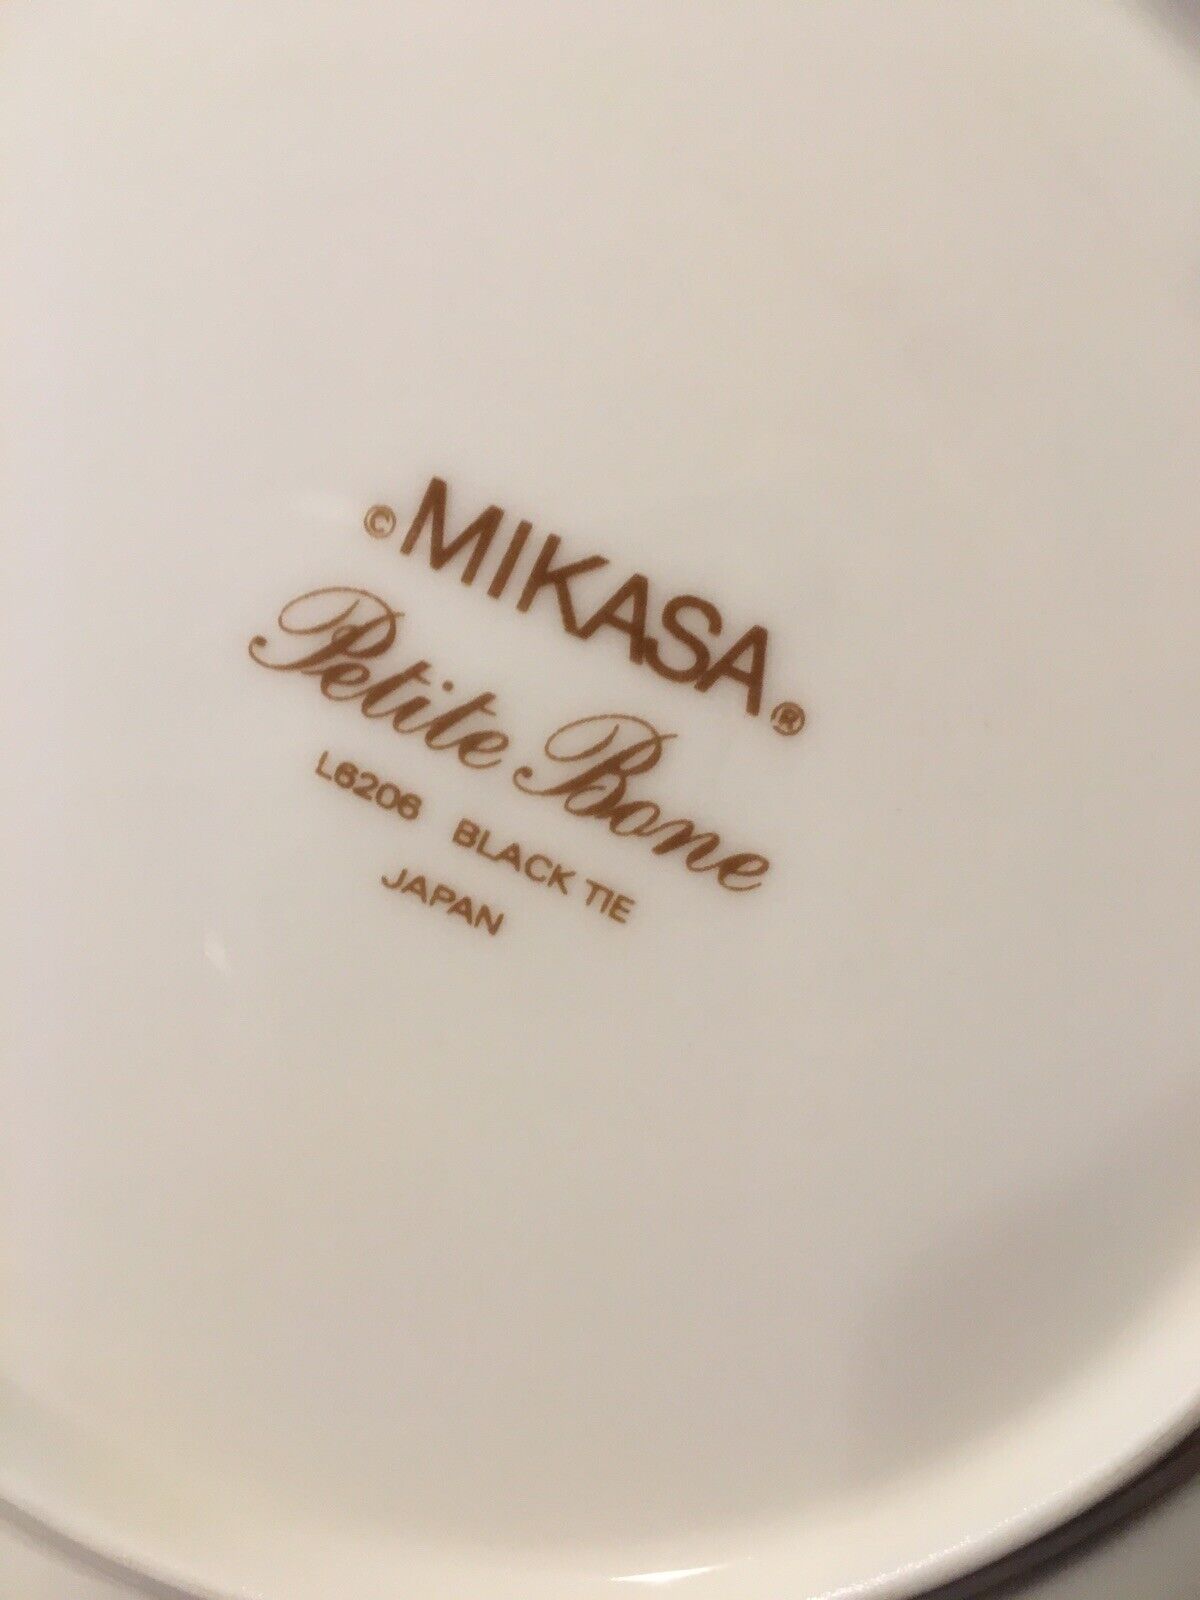 © MIKASA ®
Petite Bone
L6206 BLACK TIE
JAPAN